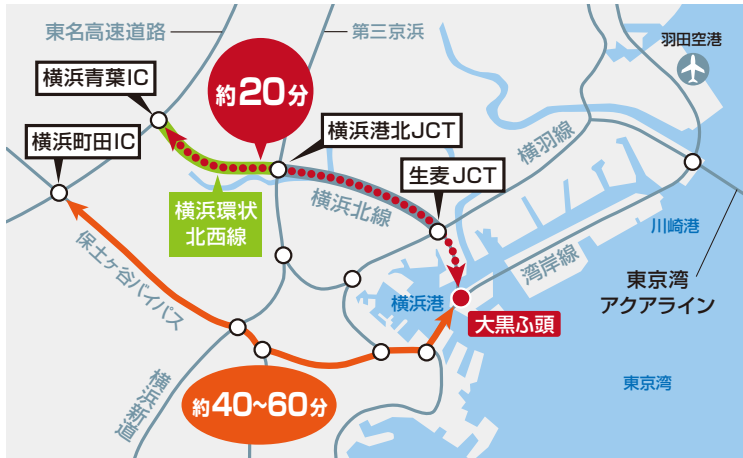 東名高速道路
第三京浜
羽田空港
横浜青葉IC
約20分
横浜町田IC
横浜港北JCT
横羽線
生麦JCT
横浜環状
北西線
横浜北線
川崎港
湾岸線
保土ヶ谷バイパス
横浜港
東京湾
アクアライン
大黒ふ頭
横浜新道
約40~60分
東京湾